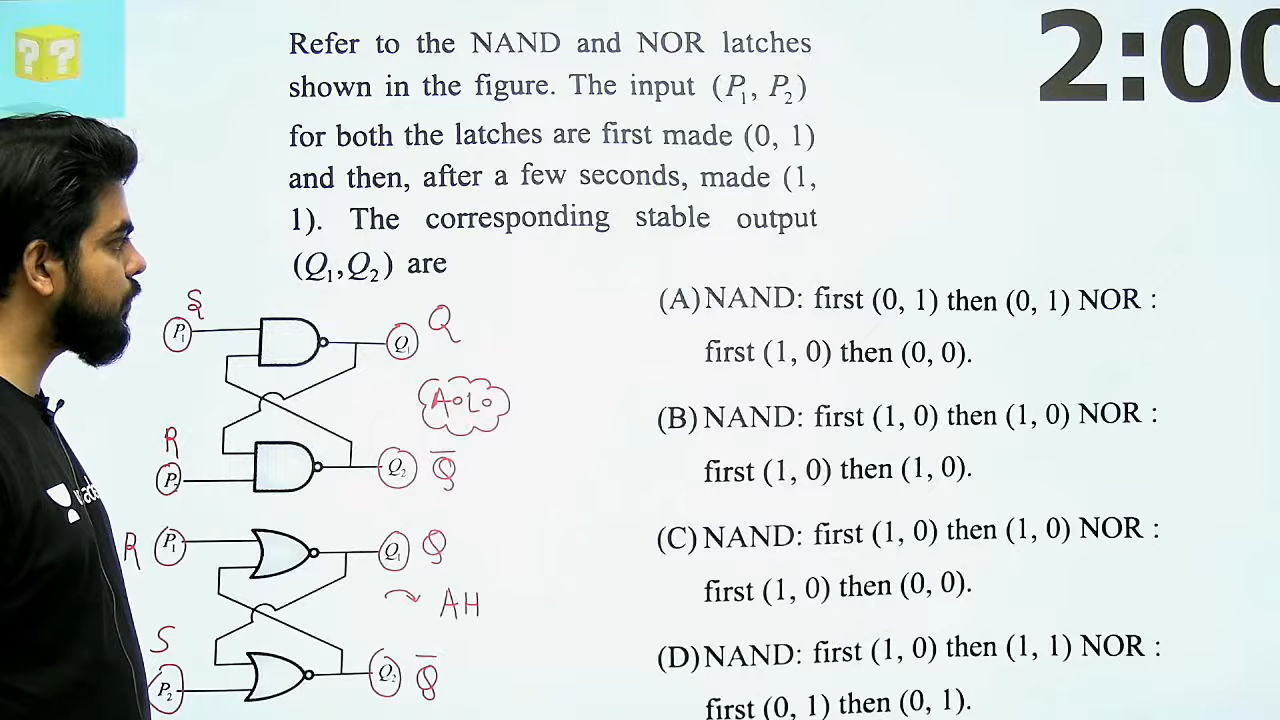 ? ?
2:00
Refer to the NAND and NOR latches
shown in the figure. The input (P₁, P₂)
for both the latches are first made (0, 1)
and then, after a few seconds, made (1,
1). The corresponding stable output
(Q₁,Q₂) are
(A) NAND: first (0, 1) then (0, 1) NOR :
first (1, 0) then (0, 0).
(B) NAND: first (1, 0) then (1, 0) NOR :
first (1, 0) then (1, 0).
(C) NAND: first (1, 0) then (1, 0) NOR :
first (1, 0) then (0, 0).
(D) NAND: first (1, 0) then (1, 1) NOR :
first (0, 1) then (0, 1).
S
P₁
Q₁
Q
AoLo
R
P₂
Q₂
Q̅
R
P₁
Q₁
Q
AH
S
P₂
Q₂
Q̅